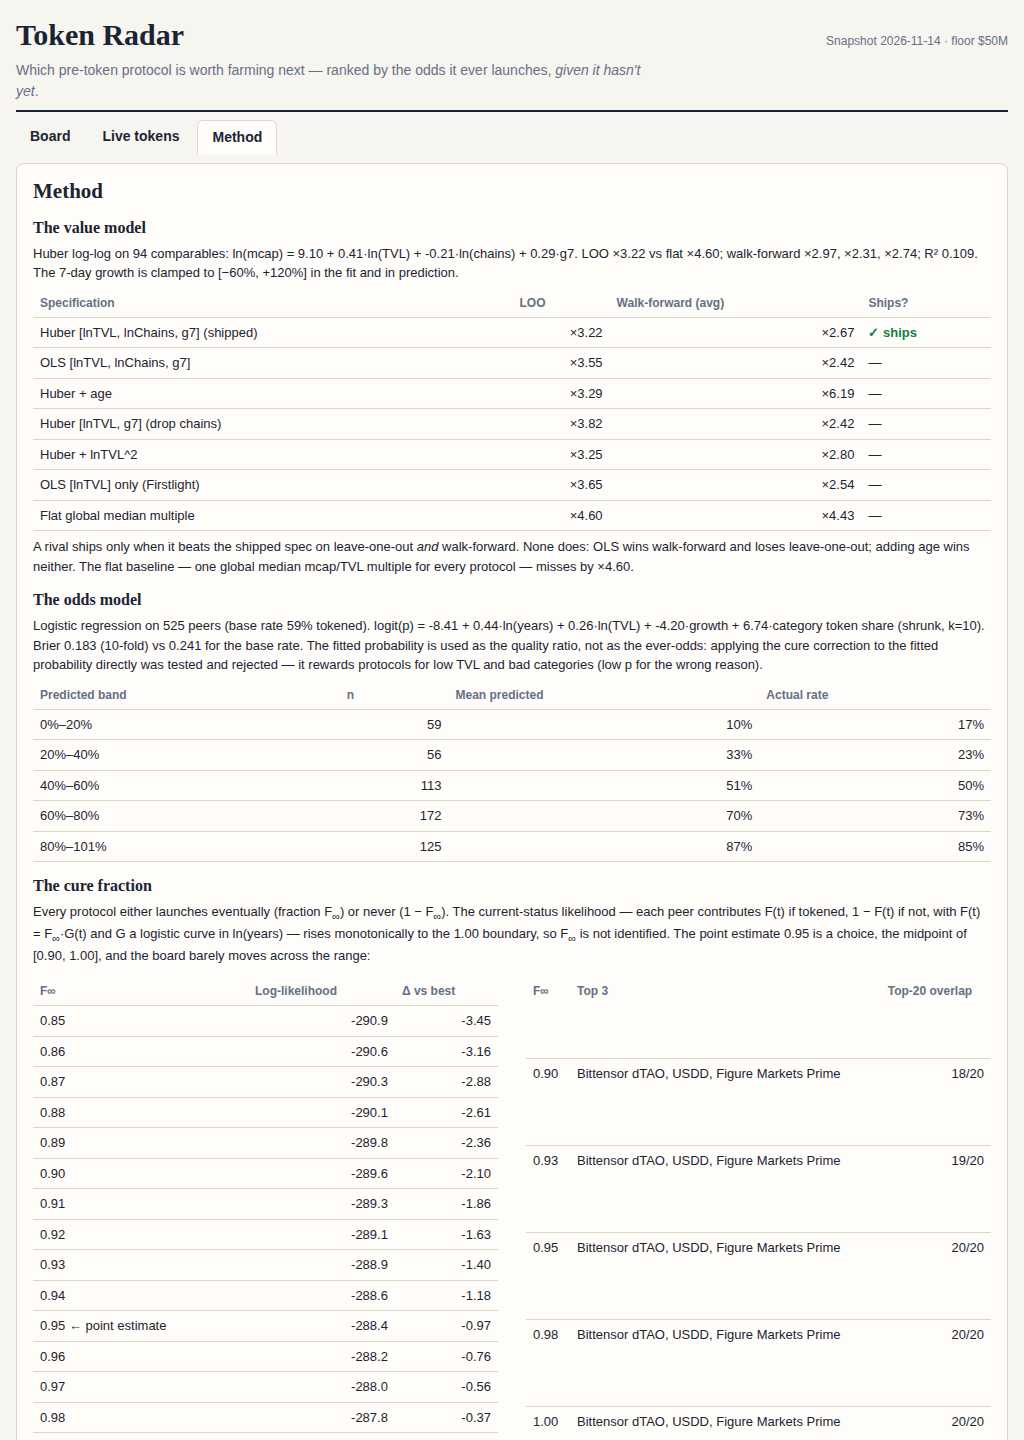 Token Radar
Snapshot 2026-11-14 · floor $50M
Which pre-token protocol is worth farming next — ranked by the odds it ever launches, given it hasn't
yet.
Board Live tokens Method
Method
The value model
Huber log-log on 94 comparables: ln(mcap) = 9.10 + 0.41·ln(TVL) + -0.21·ln(chains) + 0.29·g7. LOO ×3.22 vs flat ×4.60; walk-forward ×2.97, ×2.31, ×2.74; R² 0.109.
The 7-day growth is clamped to [−60%, +120%] in the fit and in prediction.
Specification LOO Walk-forward (avg) Ships?
Huber [lnTVL, lnChains, g7] (shipped) ×3.22 ×2.67 ✓ ships
OLS [lnTVL, lnChains, g7] ×3.55 ×2.42 —
Huber + age ×3.29 ×6.19 —
Huber [lnTVL, g7] (drop chains) ×3.82 ×2.42 —
Huber + lnTVL^2 ×3.25 ×2.80 —
OLS [lnTVL] only (Firstlight) ×3.65 ×2.54 —
Flat global median multiple ×4.60 ×4.43 —
A rival ships only when it beats the shipped spec on leave-one-out and walk-forward. None does: OLS wins walk-forward and loses leave-one-out; adding age wins
neither. The flat baseline — one global median mcap/TVL multiple for every protocol — misses by ×4.60.
The odds model
Logistic regression on 525 peers (base rate 59% tokened). logit(p) = -8.41 + 0.44·ln(years) + 0.26·ln(TVL) + -4.20·growth + 6.74·category token share (shrunk, k=10).
Brier 0.183 (10-fold) vs 0.241 for the base rate. The fitted probability is used as the quality ratio, not as the ever-odds: applying the cure correction to the fitted
probability directly was tested and rejected — it rewards protocols for low TVL and bad categories (low p for the wrong reason).
Predicted band n Mean predicted Actual rate
0%–20% 59 10% 17%
20%–40% 56 33% 23%
40%–60% 113 51% 50%
60%–80% 172 70% 73%
80%–101% 125 87% 85%
The cure fraction
Every protocol either launches eventually (fraction F∞) or never (1 − F∞). The current-status likelihood — each peer contributes F(t) if tokened, 1 − F(t) if not, with F(t)
= F∞·G(t) and G a logistic curve in ln(years) — rises monotonically to the 1.00 boundary, so F∞ is not identified. The point estimate 0.95 is a choice, the midpoint of
[0.90, 1.00], and the board barely moves across the range:
F∞ Log-likelihood Δ vs best
0.85 -290.9 -3.45
0.86 -290.6 -3.16
0.87 -290.3 -2.88
0.88 -290.1 -2.61
0.89 -289.8 -2.36
0.90 -289.6 -2.10
0.91 -289.3 -1.86
0.92 -289.1 -1.63
0.93 -288.9 -1.40
0.94 -288.6 -1.18
0.95 ← point estimate -288.4 -0.97
0.96 -288.2 -0.76
0.97 -288.0 -0.56
0.98 -287.8 -0.37
F∞ Top 3 Top-20 overlap
0.90 Bittensor dTAO, USDD, Figure Markets Prime 18/20
0.93 Bittensor dTAO, USDD, Figure Markets Prime 19/20
0.95 Bittensor dTAO, USDD, Figure Markets Prime 20/20
0.98 Bittensor dTAO, USDD, Figure Markets Prime 20/20
1.00 Bittensor dTAO, USDD, Figure Markets Prime 20/20